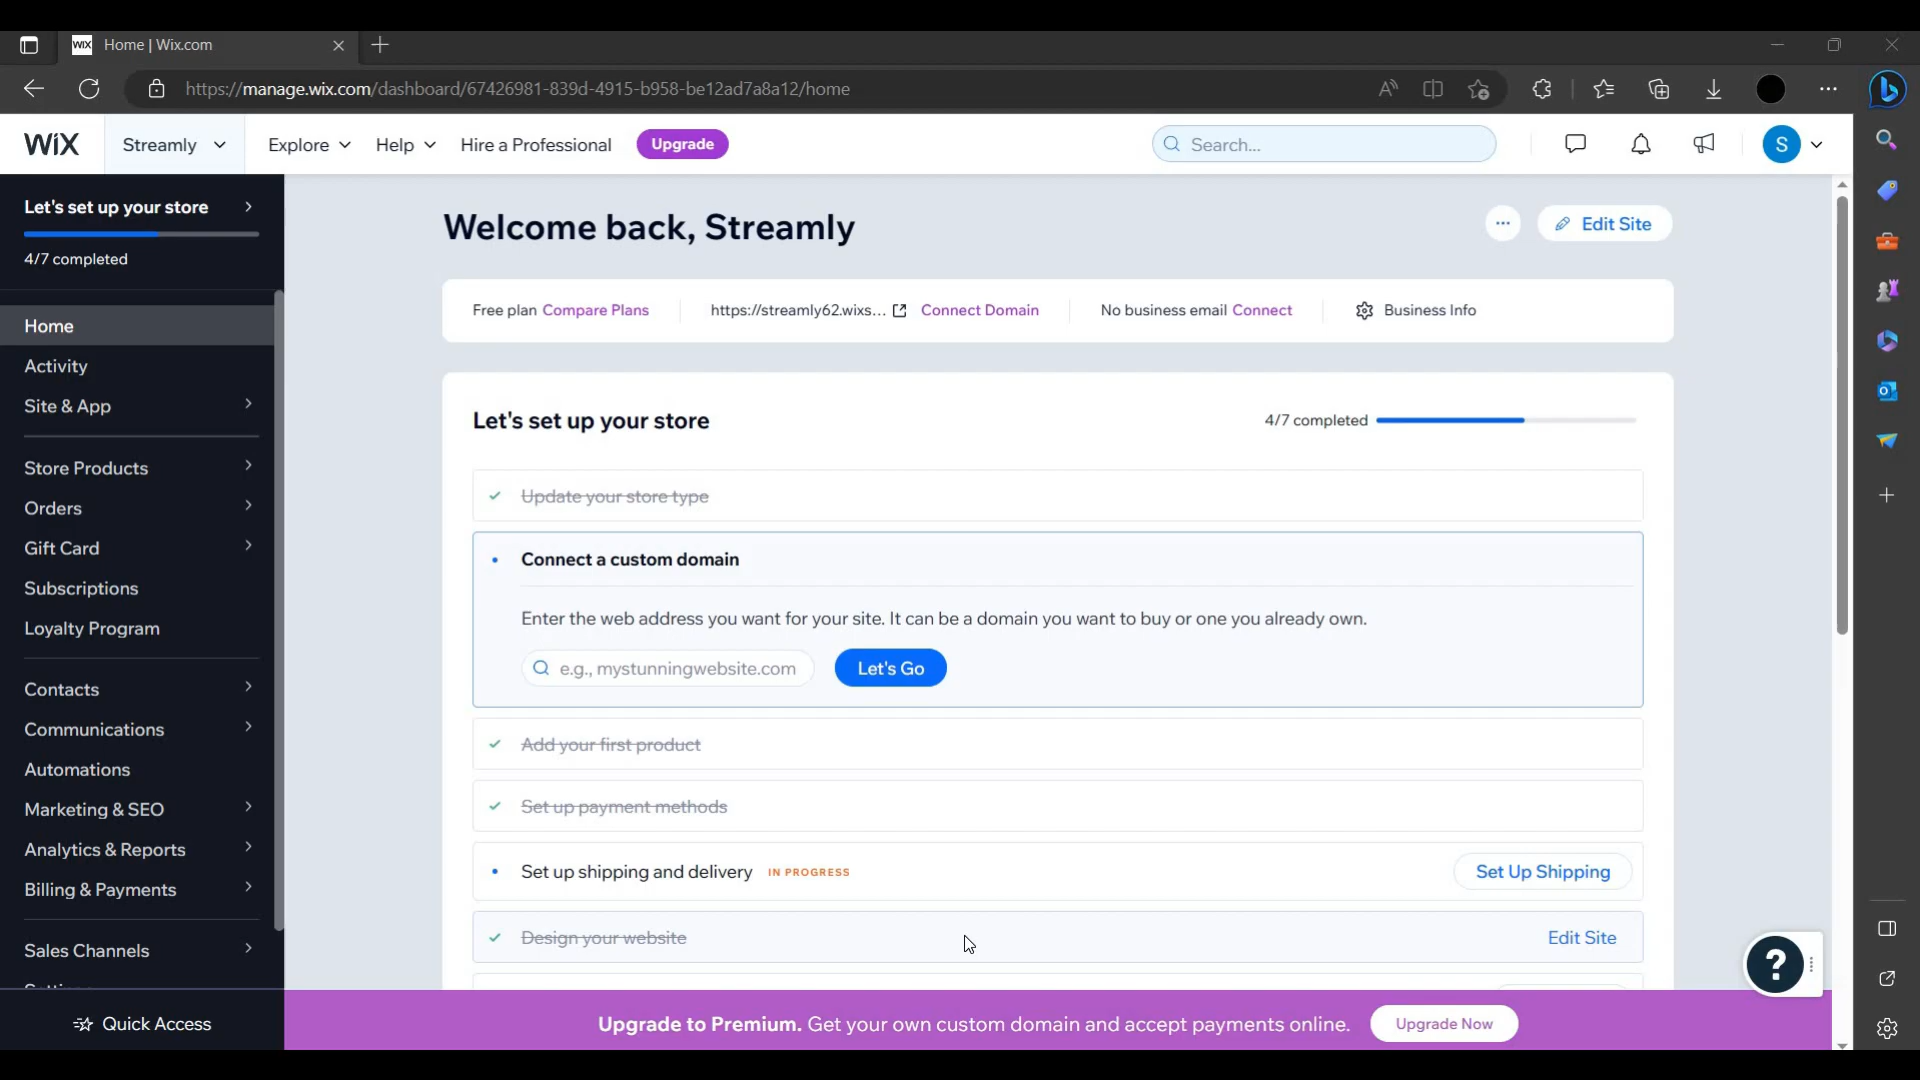 Home | Wix.com
https://manage.wix.com/dashboard/67426981-839d-4915-b958-be12ad7a8a12/home
WiX
Streamly
Explore
Help
Hire a Professional
Upgrade
Search...
S
Let's set up your store
4/7 completed
Home
Activity
Site & App
Store Products
Orders
Gift Card
Subscriptions
Loyalty Program
Contacts
Communications
Automations
Marketing & SEO
Analytics & Reports
Billing & Payments
Sales Channels
Quick Access
Welcome back, Streamly
Edit Site
Free plan Compare Plans
https://streamly62.wixs... Connect Domain
No business email Connect
Business Info
Let's set up your store
4/7 completed
Update your store type
Connect a custom domain
Enter the web address you want for your site. It can be a domain you want to buy or one you already own.
e.g., mystunningwebsite.com
Let's Go
Add your first product
Set up payment methods
Set up shipping and delivery IN PROGRESS
Set Up Shipping
Design your website
Edit Site
?
Upgrade to Premium. Get your own custom domain and accept payments online.
Upgrade Now